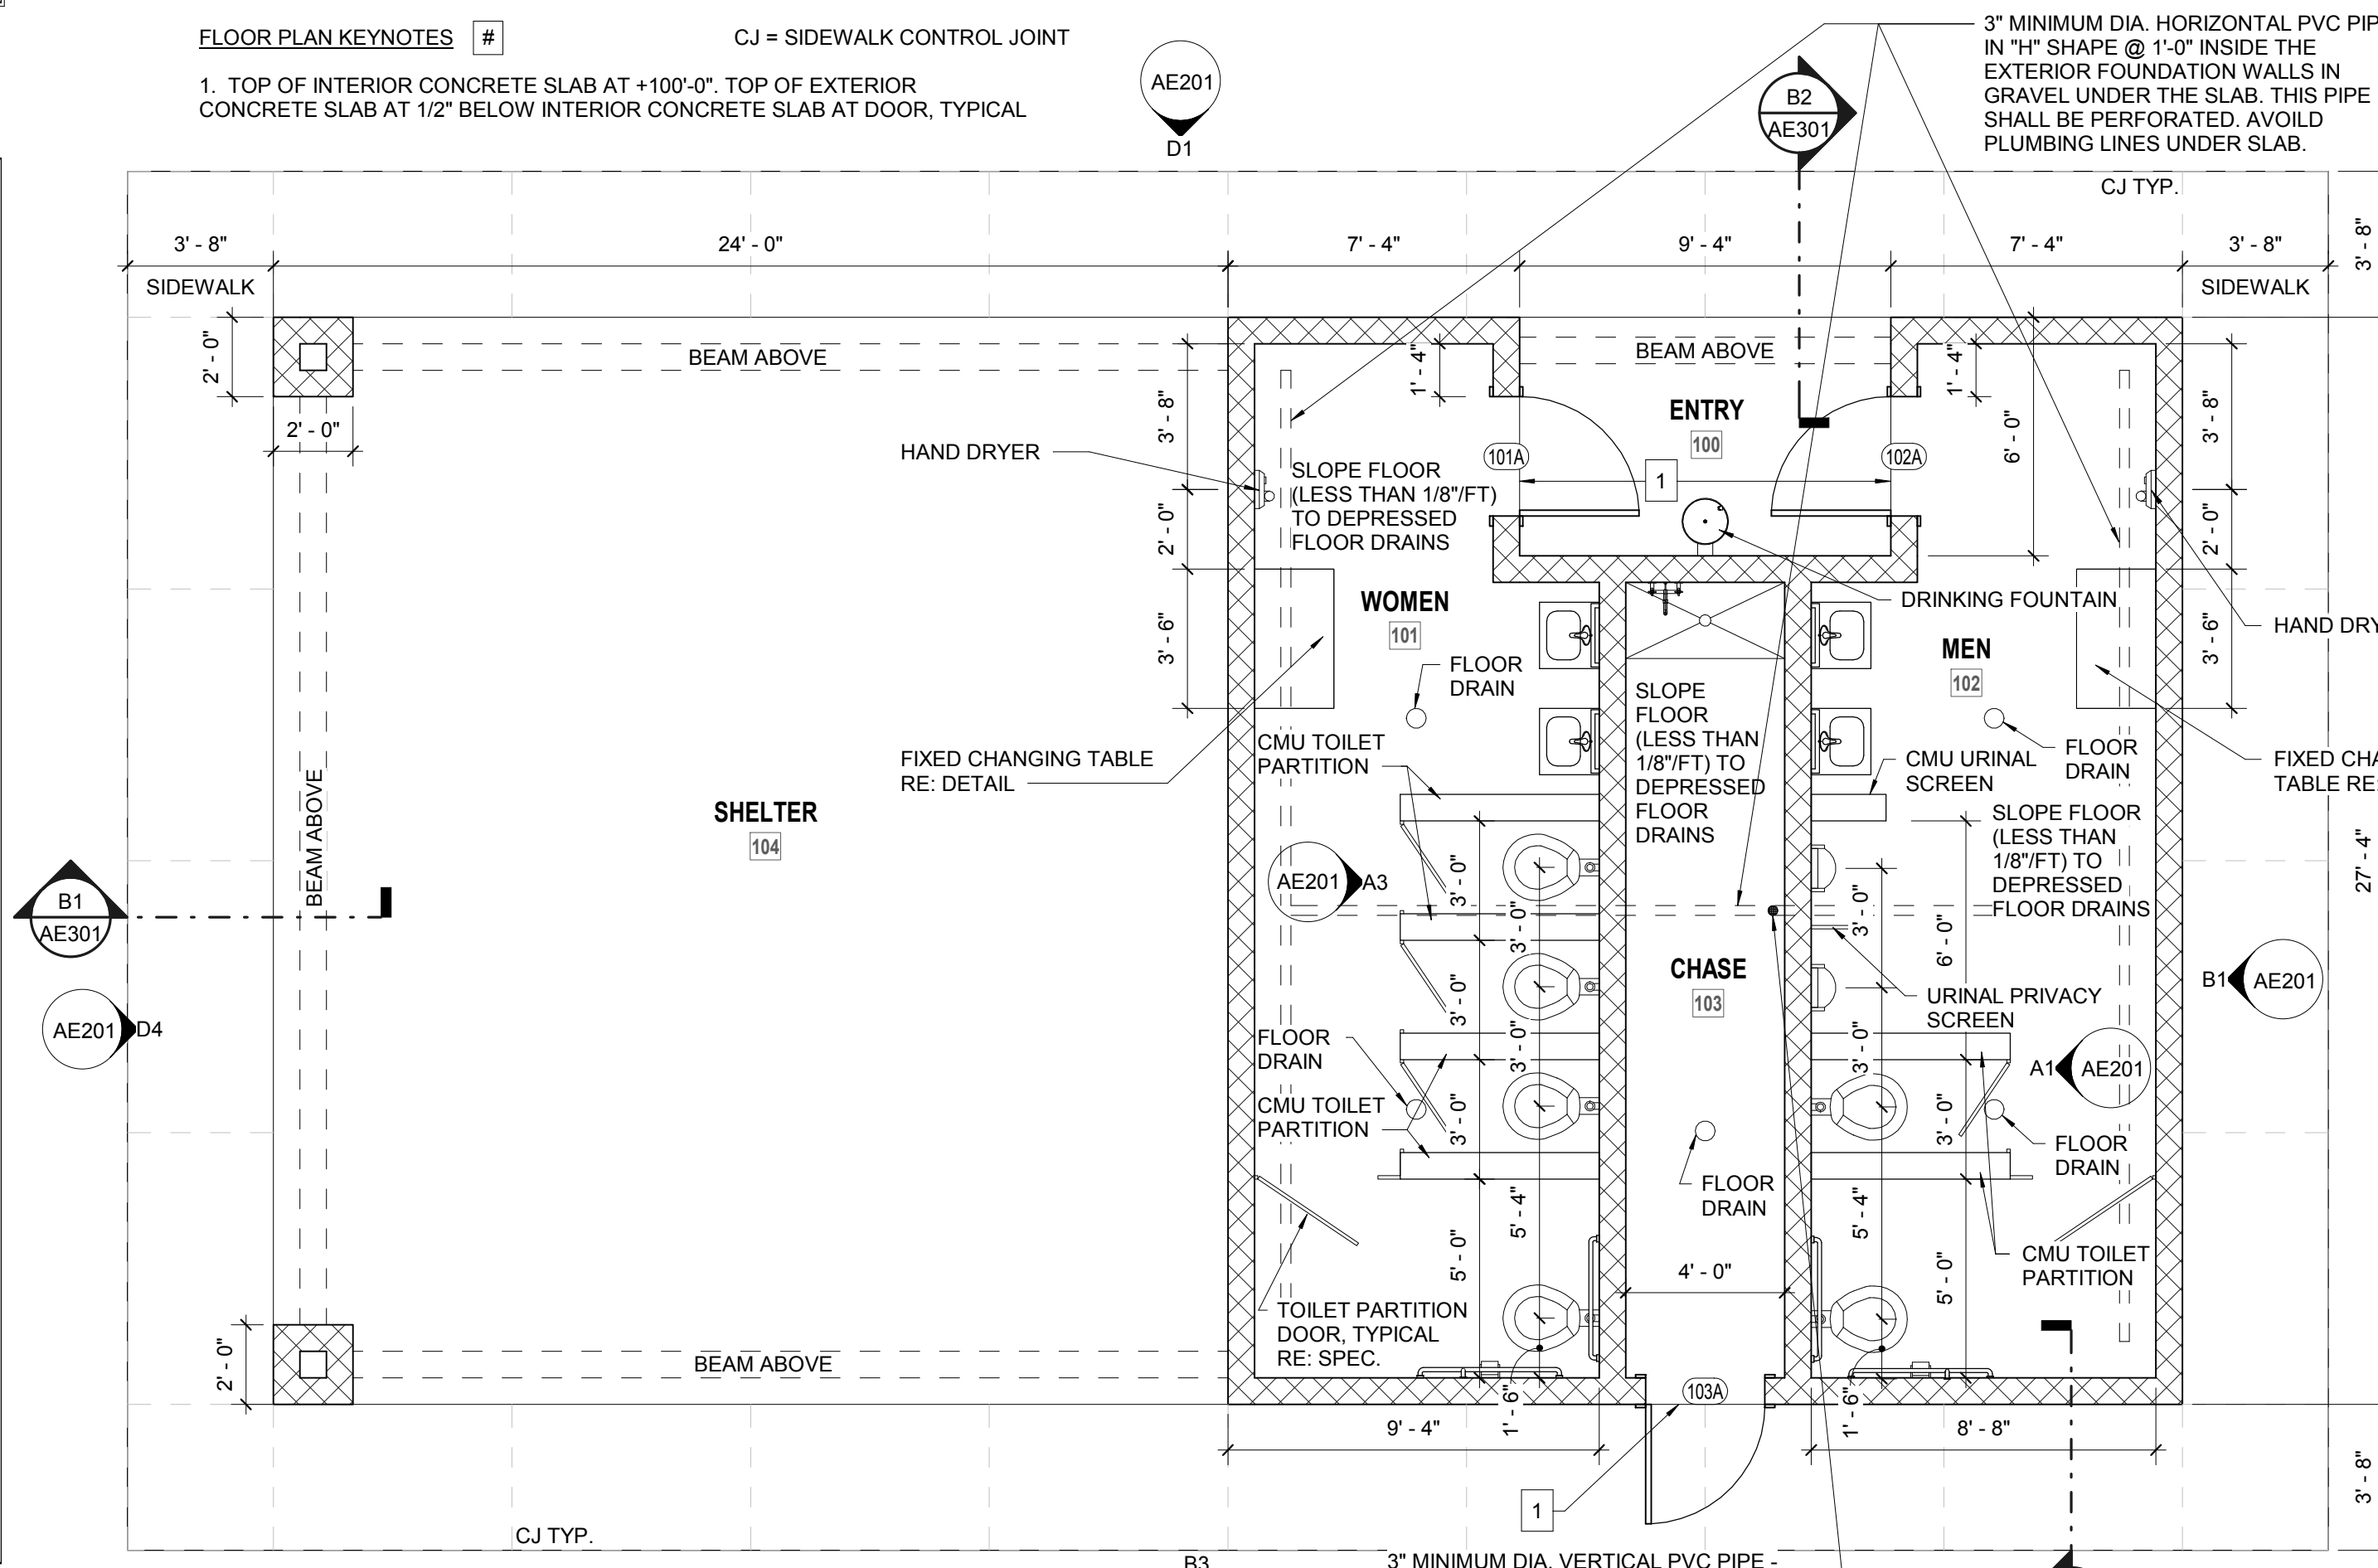 FLOOR PLAN KEYNOTES #
CJ = SIDEWALK CONTROL JOINT
1. TOP OF INTERIOR CONCRETE SLAB AT +100'-0". TOP OF EXTERIOR
CONCRETE SLAB AT 1/2" BELOW INTERIOR CONCRETE SLAB AT DOOR, TYPICAL
AE201
D1
B2
AE301
3" MINIMUM DIA. HORIZONTAL PVC PIP
IN "H" SHAPE @ 1'-0" INSIDE THE
EXTERIOR FOUNDATION WALLS IN
GRAVEL UNDER THE SLAB. THIS PIPE
SHALL BE PERFORATED. AVOILD
PLUMBING LINES UNDER SLAB.
CJ TYP.
3' - 8"
24' - 0"
7' - 4"
9' - 4"
7' - 4"
3' - 8"
3' - 8"
SIDEWALK
SIDEWALK
2' - 0"
2' - 0"
BEAM ABOVE
BEAM ABOVE
1' - 4"
1' - 4"
3' - 8"
2' - 0"
3' - 6"
HAND DRYER
SLOPE FLOOR
(LESS THAN 1/8"/FT)
TO DEPRESSED
FLOOR DRAINS
101A
ENTRY
100
1
102A
6' - 0"
3' - 8"
2' - 0"
3' - 6"
WOMEN
101
DRINKING FOUNTAIN
MEN
102
HAND DRY
FLOOR
DRAIN
SLOPE
FLOOR
(LESS THAN
1/8"/FT) TO
DEPRESSED
FLOOR
DRAINS
FIXED CHANGING TABLE
RE: DETAIL
CMU TOILET
PARTITION
CMU URINAL
SCREEN
FLOOR
DRAIN
FIXED CHA
TABLE RE:
SHELTER
104
BEAM ABOVE
SLOPE FLOOR
(LESS THAN
1/8"/FT) TO
DEPRESSED
FLOOR DRAINS
27' - 4"
AE201
A3
B1
AE301
3' - 0"
3' - 0"
3' - 0"
3' - 0"
3' - 0"
3' - 0"
6' - 0"
CHASE
103
AE201
D4
URINAL PRIVACY
SCREEN
B1
AE201
FLOOR
DRAIN
CMU TOILET
PARTITION
3' - 0"
3' - 0"
A1
AE201
FLOOR
DRAIN
FLOOR
DRAIN
5' - 4"
5' - 0"
5' - 4"
5' - 0"
4' - 0"
CMU TOILET
PARTITION
TOILET PARTITION
DOOR, TYPICAL
RE: SPEC.
2' - 0"
BEAM ABOVE
103A
1' - 6"
1' - 6"
9' - 4"
8' - 8"
1
3' - 8"
CJ TYP.
B3
3" MINIMUM DIA. VERTICAL PVC PIPE -